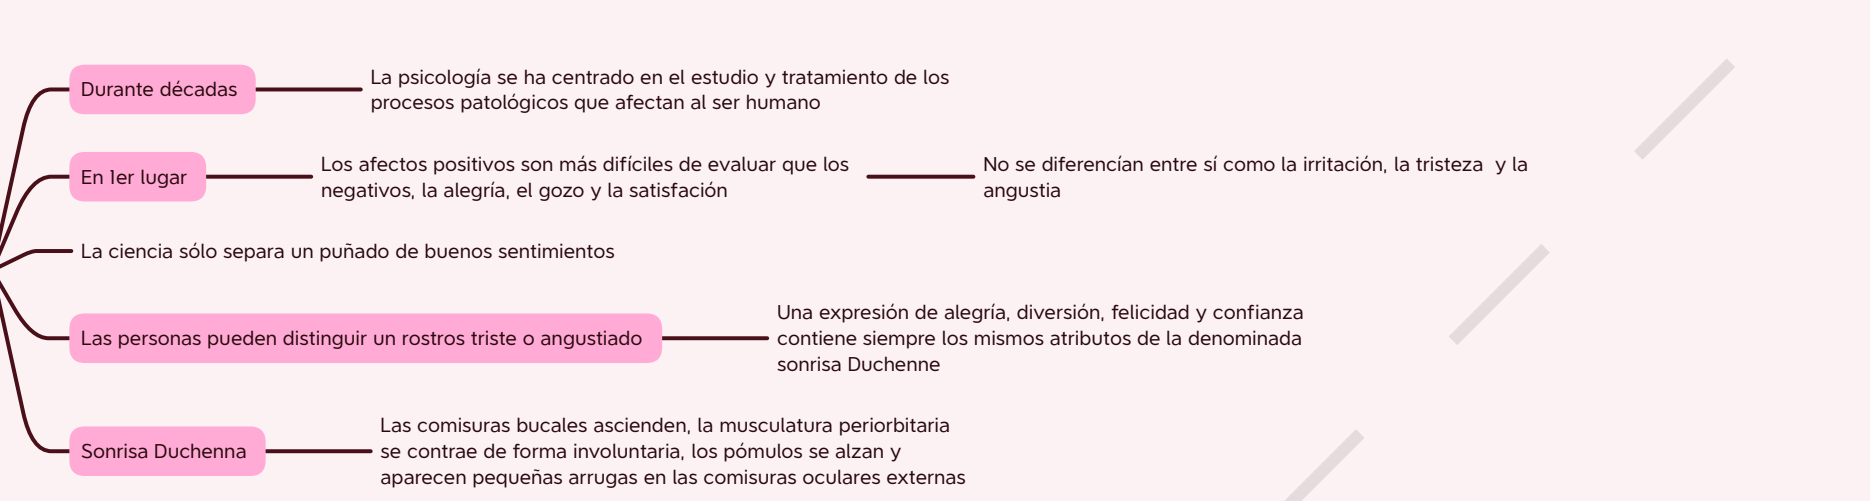 Durante décadas
La psicología se ha centrado en el estudio y tratamiento de los
procesos patológicos que afectan al ser humano
En 1er lugar
Los afectos positivos son más difíciles de evaluar que los
negativos, la alegría, el gozo y la satisfación
No se diferencían entre sí como la irritación, la tristeza  y la
angustia
La ciencia sólo separa un puñado de buenos sentimientos
Las personas pueden distinguir un rostros triste o angustiado
Una expresión de alegría, diversión, felicidad y confianza
contiene siempre los mismos atributos de la denominada
sonrisa Duchenne
Sonrisa Duchenna
Las comisuras bucales ascienden, la musculatura periorbitaria
se contrae de forma involuntaria, los pómulos se alzan y
aparecen pequeñas arrugas en las comisuras oculares externas